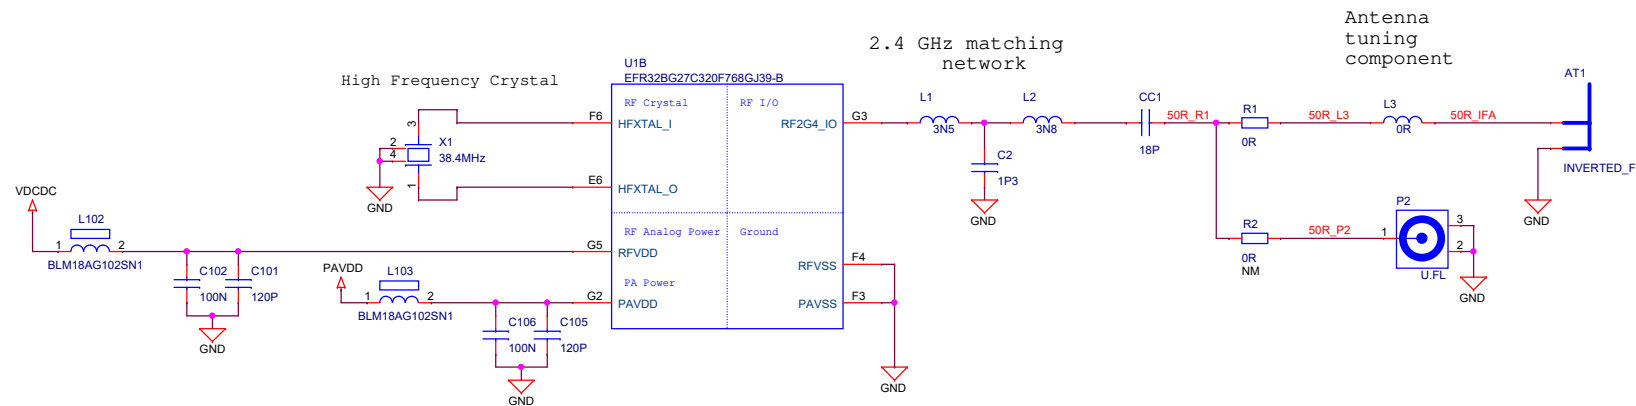 Antenna
tuning
component
2.4 GHz matching
network
High Frequency Crystal
U1B
EFR32BG27C320F768GJ39-B
RF Crystal
RF I/O
F6
HFXTAL_I
RF2G4_IO
G3
E6
HFXTAL_O
RF Analog Power
Ground
G5
RFVDD
RFVSS
F4
PA Power
G2
PAVDD
PAVSS
F3
3
2
4
1
X1
38.4MHz
GND
VDCDC
L102
1
2
BLM18AG102SN1
C102
100N
C101
120P
GND
PAVDD
L103
1
2
BLM18AG102SN1
C106
100N
C105
120P
GND
GND
L1
3N5
L2
3N8
C2
1P3
GND
CC1
18P
50R_R1
R1
0R
50R_L3
L3
0R
50R_IFA
AT1
INVERTED_F
GND
R2
0R
NM
50R_P2
P2
1
3
2
U.FL
GND